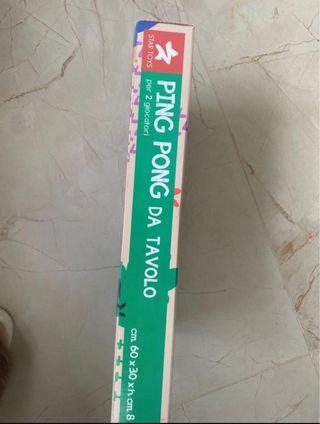 STAR TOYS
PING PONG DA TAVOLO
per 2 giocatori
cm. 60 x 30 x h cm. 8